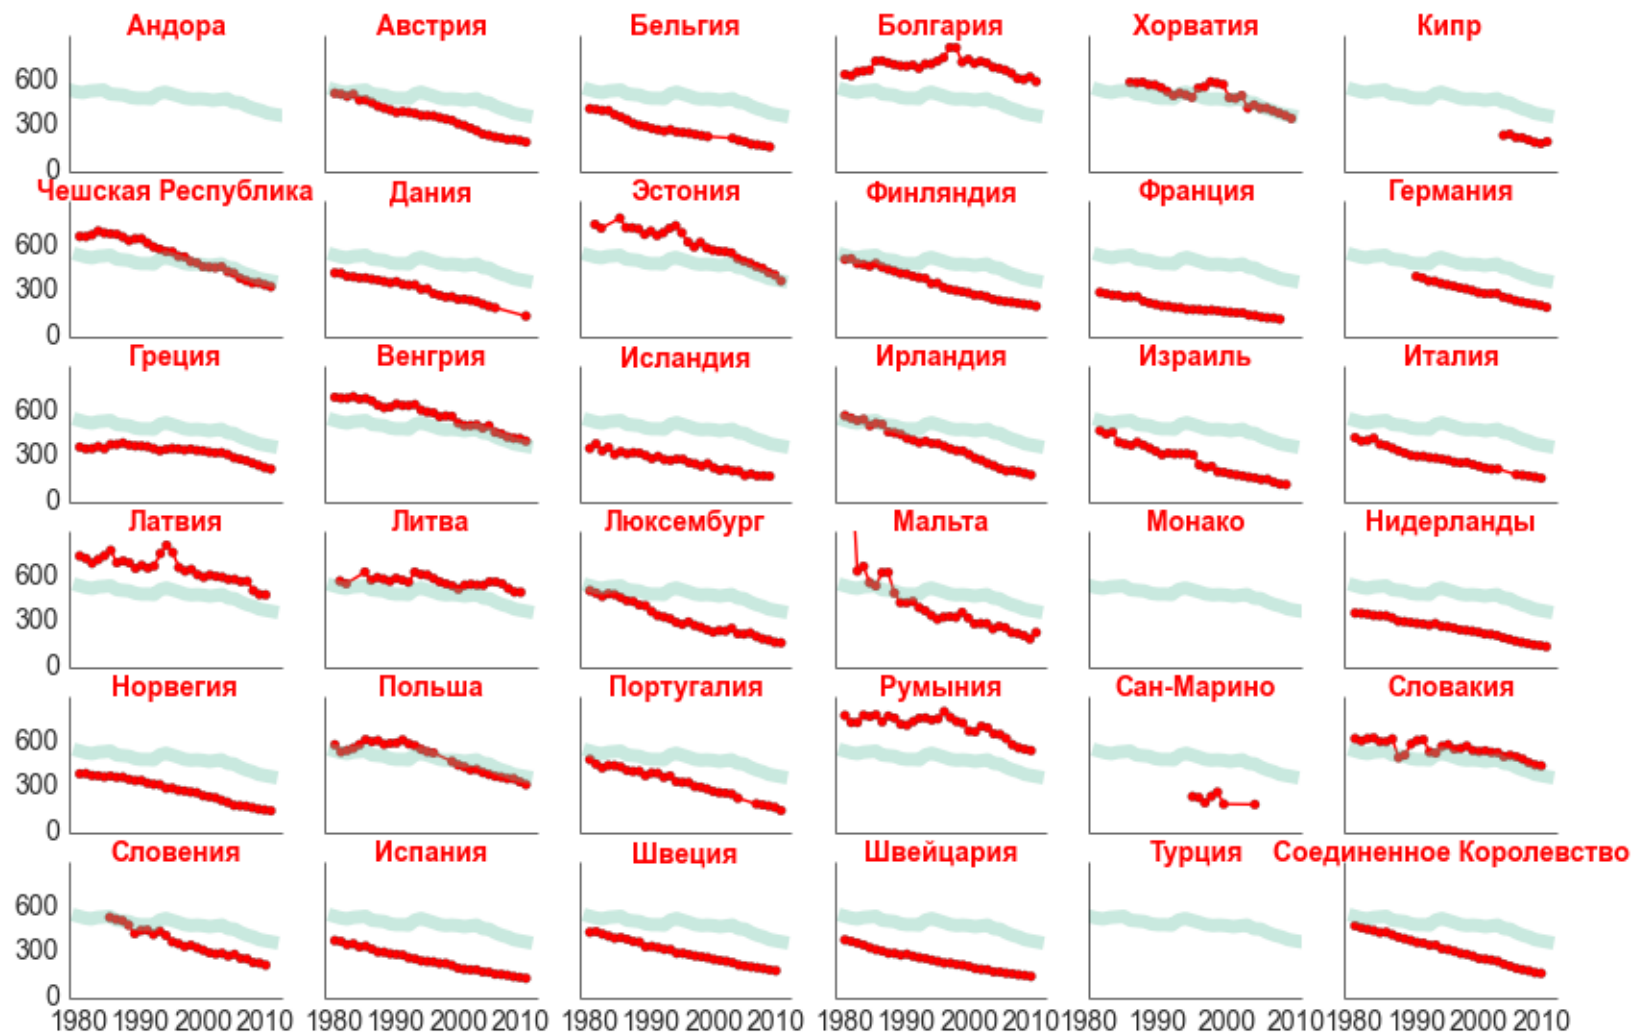 Андора Австрия Бельгия Болгария Хорватия Кипр
600
300
0
Чешская Республика Дания Эстония Финляндия Франция Германия
600
300
0
Греция Венгрия Исландия Ирландия Израиль Италия
600
300
0
Латвия Литва Люксембург Мальта Монако Нидерланды
600
300
0
Норвегия Польша Португалия Румыния Сан-Марино Словакия
600
300
0
Словения Испания Швеция Швейцария Турция Соединенное Королевство
600
300
0
1980 1990 2000 2010 1980 1990 2000 2010 1980 1990 2000 2010 1980 1990 2000 2010 1980 1990 2000 2010 1980 1990 2000 2010